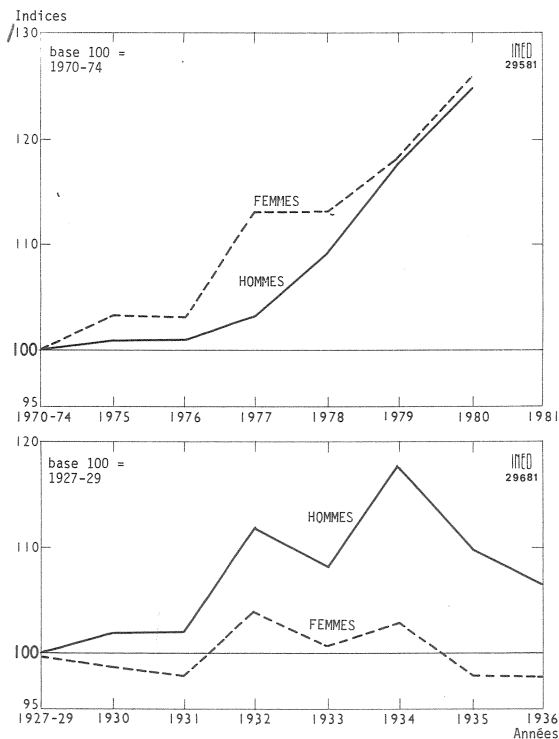 Indices
130
base 100 =
1970-74
INED
29581
120
FEMMES
110
HOMMES
100
95
1970-74 1975 1976 1977 1978 1979 1980 1981
120
base 100 =
1927-29
INED
29681
HOMMES
110
FEMMES
100
95
1927-29 1930 1931 1932 1933 1934 1935 1936
Années